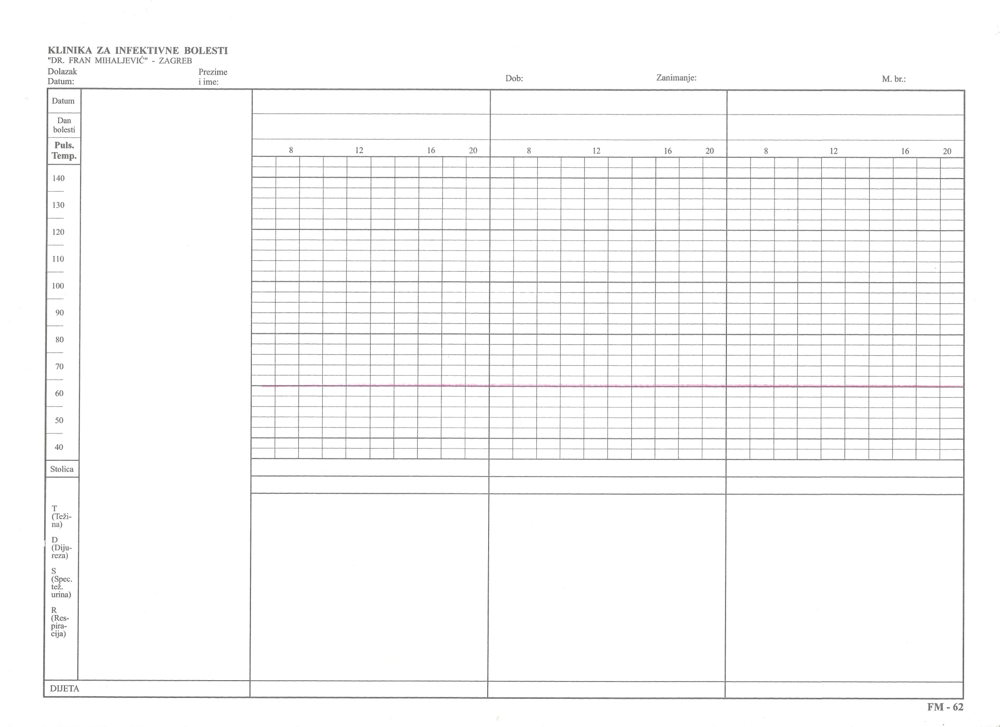 KLINIKA ZA INFEKTIVNE BOLESTI
"DR. FRAN MIHALJEVIĆ" - ZAGREB
Dolazak
Datum:
Prezime
i ime:
Dob:
Zanimanje:
M. br.:
Datum
Dan
bolesti
Puls.
Temp.
8 12 16 20 8 12 16 20 8 12 16 20
140
130
120
110
100
90
80
70
60
50
40
Stolica
T
(Teži-
na)
D
(Diju-
reza)
S
(Spec.
tež.
urina)
R
(Res-
pira-
cija)
DIJETA
FM - 62